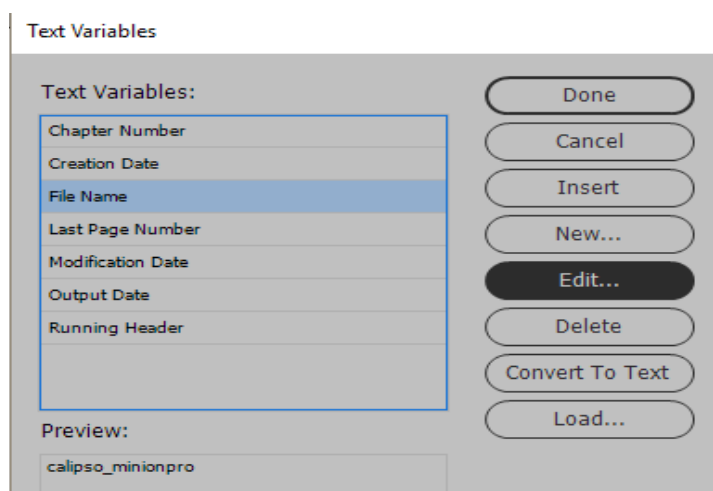 Text Variables
Text Variables:
Chapter Number
Creation Date
File Name
Last Page Number
Modification Date
Output Date
Running Header
Preview:
calipso_minionpro
Done
Cancel
Insert
New...
Edit...
Delete
Convert To Text
Load...